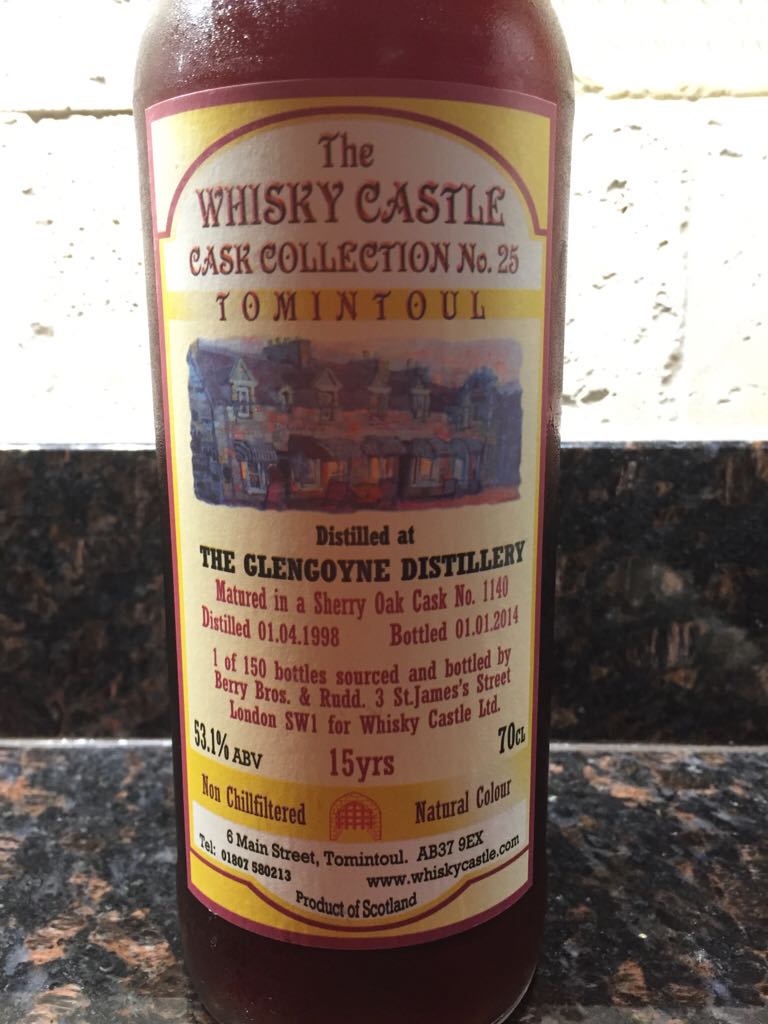 The
WHISKY CASTLE
CASK COLLECTION No. 25
TOMINTOUL
Distilled at
THE GLENGOYNE DISTILLERY
Matured in a Sherry Oak Cask No. 1140
Distilled 01.04.1998 Bottled 01.01.2014
1 of 150 bottles sourced and bottled by
Berry Bros. & Rudd. 3 St.James's Street
London SW1 for Whisky Castle Ltd.
53.1% ABV 15yrs 70CL
Non Chillfiltered Natural Colour
6 Main Street, Tomintoul. AB37 9EX
Tel: 01807 580213 www.whiskycastle.com
Product of Scotland